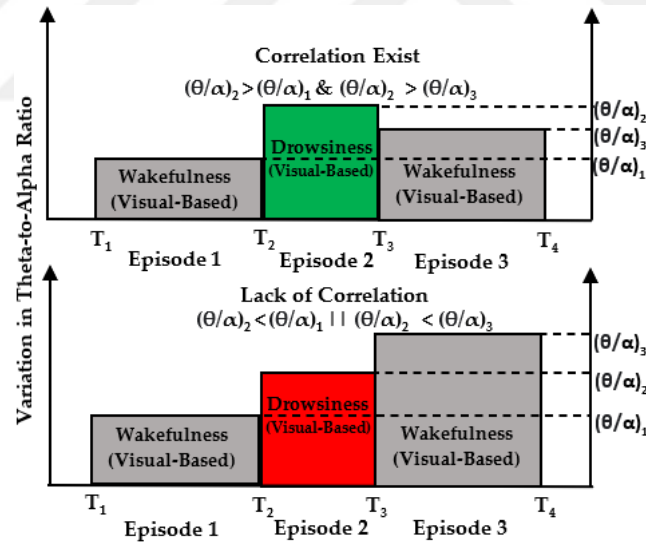 Variation in Theta-to-Alpha Ratio
Correlation Exist
(θ/α)₂ > (θ/α)₁ & (θ/α)₂ > (θ/α)₃
(θ/α)₂
(θ/α)₃
(θ/α)₁
Drowsiness
(Visual-Based)
Wakefulness
(Visual-Based)
Wakefulness
(Visual-Based)
T₁
T₂
T₃
T₄
Episode 1
Episode 2
Episode 3
Lack of Correlation
(θ/α)₂ < (θ/α)₁ || (θ/α)₂ < (θ/α)₃
(θ/α)₃
(θ/α)₂
(θ/α)₁
Drowsiness
(Visual-Based)
Wakefulness
(Visual-Based)
Wakefulness
(Visual-Based)
T₁
T₂
T₃
T₄
Episode 1
Episode 2
Episode 3